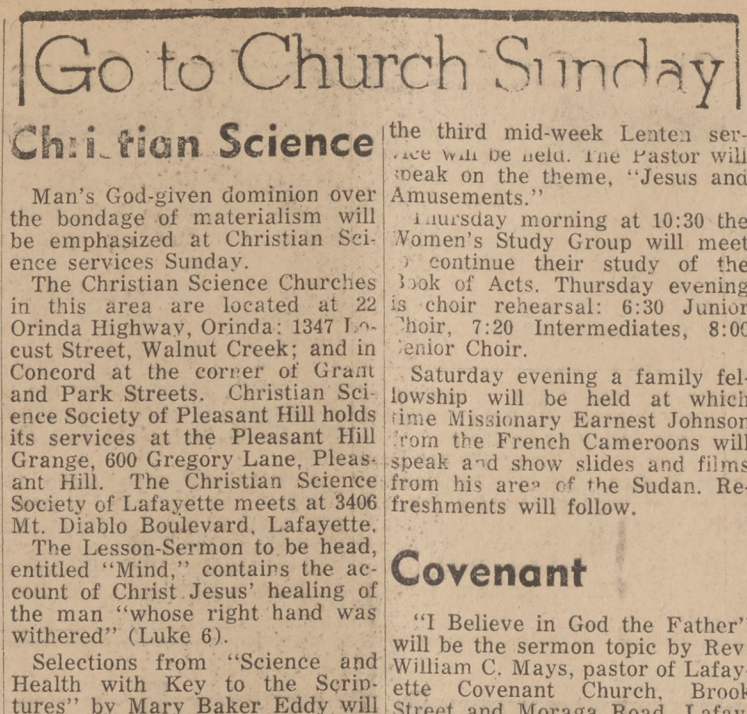 Go to Church Sunday
Christian Science
Man's God-given dominion over
the bondage of materialism will
be emphasized at Christian Sci-
ence services Sunday.
The Christian Science Churches
in this area are located at 22
Orinda Highway, Orinda: 1347 Lo-
cust Street, Walnut Creek; and in
Concord at the corner of Grant
and Park Streets. Christian Sci-
ence Society of Pleasant Hill holds
its services at the Pleasant Hill
Grange, 600 Gregory Lane, Pleas-
ant Hill. The Christian Science
Society of Lafayette meets at 3406
Mt. Diablo Boulevard, Lafayette.
The Lesson-Sermon to be head,
entitled "Mind," contains the ac-
count of Christ Jesus' healing of
the man "whose right hand was
withered" (Luke 6).
Selections from "Science and
Health with Key to the Scrip-
tures" by Mary Baker Eddy will
the third mid-week Lenten ser-
vice will be held. The Pastor will
speak on the theme, "Jesus and
Amusements."
Thursday morning at 10:30 the
Women's Study Group will meet
to continue their study of the
Book of Acts. Thursday evening
is choir rehearsal: 6:30 Junior
Choir, 7:20 Intermediates, 8:00
Senior Choir.
Saturday evening a family fel-
lowship will be held at which
time Missionary Earnest Johnson
from the French Cameroons will
speak and show slides and films
from his area of the Sudan. Re-
freshments will follow.
Covenant
"I Believe in God the Father"
will be the sermon topic by Rev
William C. Mays, pastor of Lafay-
ette Covenant Church, Brook
Street and Moraga Road, Lafay-